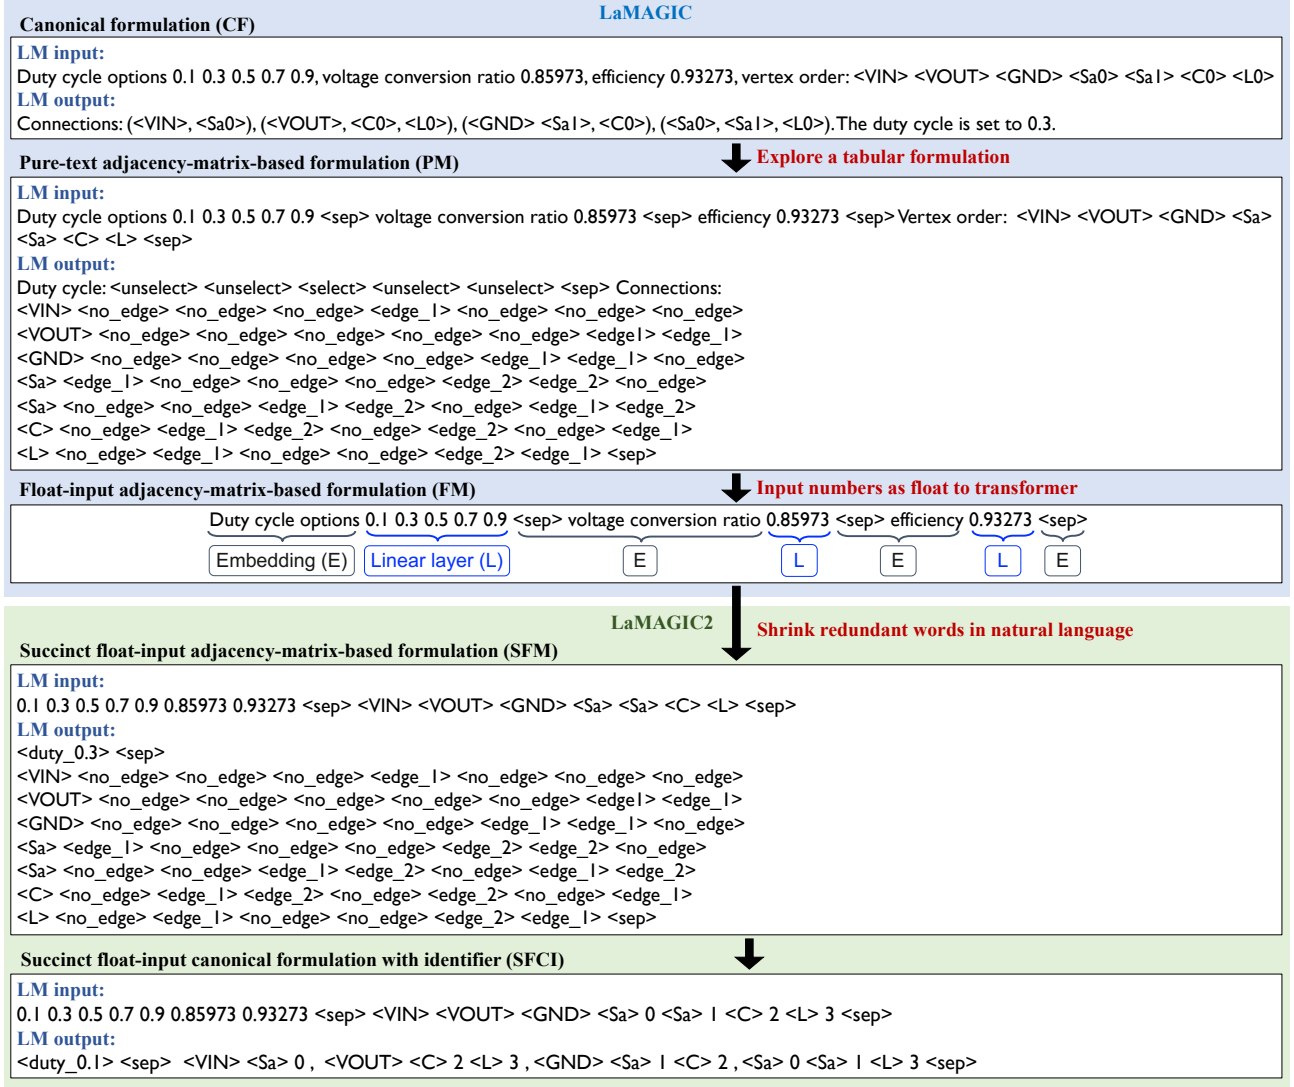 LaMAGIC
Canonical formulation (CF)
LM input:
Duty cycle options 0.1 0.3 0.5 0.7 0.9, voltage conversion ratio 0.85973, efficiency 0.93273, vertex order: <VIN> <VOUT> <GND> <Sa0> <Sa1> <C0> <L0>
LM output:
Connections: (<VIN>, <Sa0>), (<VOUT>, <C0>, <L0>), (<GND> <Sa1>, <C0>), (<Sa0>, <Sa1>, <L0>). The duty cycle is set to 0.3.
Pure-text adjacency-matrix-based formulation (PM)
Explore a tabular formulation
LM input:
Duty cycle options 0.1 0.3 0.5 0.7 0.9 <sep> voltage conversion ratio 0.85973 <sep> efficiency 0.93273 <sep> Vertex order: <VIN> <VOUT> <GND> <Sa>
<Sa> <C> <L> <sep>
LM output:
Duty cycle: <unselect> <unselect> <select> <unselect> <unselect> <sep> Connections:
<VIN> <no_edge> <no_edge> <no_edge> <edge_1> <no_edge> <no_edge> <no_edge>
<VOUT> <no_edge> <no_edge> <no_edge> <no_edge> <no_edge> <edge1> <edge_1>
<GND> <no_edge> <no_edge> <no_edge> <no_edge> <edge_1> <edge_1> <no_edge>
<Sa> <edge_1> <no_edge> <no_edge> <no_edge> <edge_2> <edge_2> <no_edge>
<Sa> <no_edge> <no_edge> <edge_1> <edge_2> <no_edge> <edge_1> <edge_2>
<C> <no_edge> <edge_1> <edge_2> <no_edge> <edge_2> <no_edge> <edge_1>
<L> <no_edge> <edge_1> <no_edge> <no_edge> <edge_2> <edge_1> <sep>
Float-input adjacency-matrix-based formulation (FM)
Input numbers as float to transformer
Duty cycle options 0.1 0.3 0.5 0.7 0.9 <sep> voltage conversion ratio 0.85973 <sep> efficiency 0.93273 <sep>
Embedding (E) Linear layer (L) E L E L E
LaMAGIC2
Shrink redundant words in natural language
Succinct float-input adjacency-matrix-based formulation (SFM)
LM input:
0.1 0.3 0.5 0.7 0.9 0.85973 0.93273 <sep> <VIN> <VOUT> <GND> <Sa> <Sa> <C> <L> <sep>
LM output:
<duty_0.3> <sep>
<VIN> <no_edge> <no_edge> <no_edge> <edge_1> <no_edge> <no_edge> <no_edge>
<VOUT> <no_edge> <no_edge> <no_edge> <no_edge> <no_edge> <edge1> <edge_1>
<GND> <no_edge> <no_edge> <no_edge> <no_edge> <edge_1> <edge_1> <no_edge>
<Sa> <edge_1> <no_edge> <no_edge> <no_edge> <edge_2> <edge_2> <no_edge>
<Sa> <no_edge> <no_edge> <edge_1> <edge_2> <no_edge> <edge_1> <edge_2>
<C> <no_edge> <edge_1> <edge_2> <no_edge> <edge_2> <no_edge> <edge_1>
<L> <no_edge> <edge_1> <no_edge> <no_edge> <edge_2> <edge_1> <sep>
Succinct float-input canonical formulation with identifier (SFCI)
LM input:
0.1 0.3 0.5 0.7 0.9 0.85973 0.93273 <sep> <VIN> <VOUT> <GND> <Sa> 0 <Sa> 1 <C> 2 <L> 3 <sep>
LM output:
<duty_0.1> <sep> <VIN> <Sa> 0 , <VOUT> <C> 2 <L> 3 , <GND> <Sa> 1 <C> 2 , <Sa> 0 <Sa> 1 <L> 3 <sep>